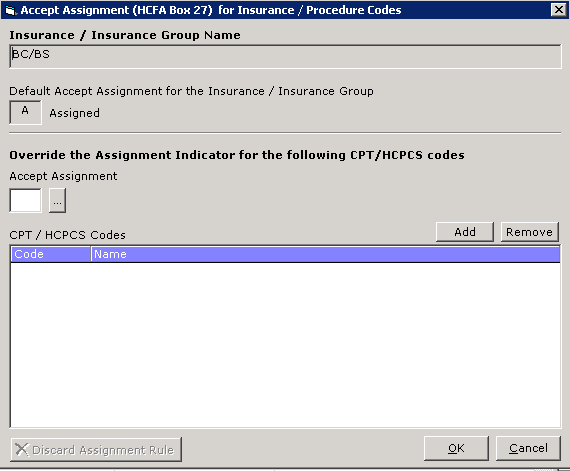 Accept Assignment (HCFA Box 27) for Insurance / Procedure Codes
Insurance / Insurance Group Name
BC/BS
Default Accept Assignment for the Insurance / Insurance Group
A Assigned
Override the Assignment Indicator for the following CPT/HCPCS codes
Accept Assignment
...
CPT / HCPCS Codes Add Remove
Code Name
Discard Assignment Rule OK Cancel